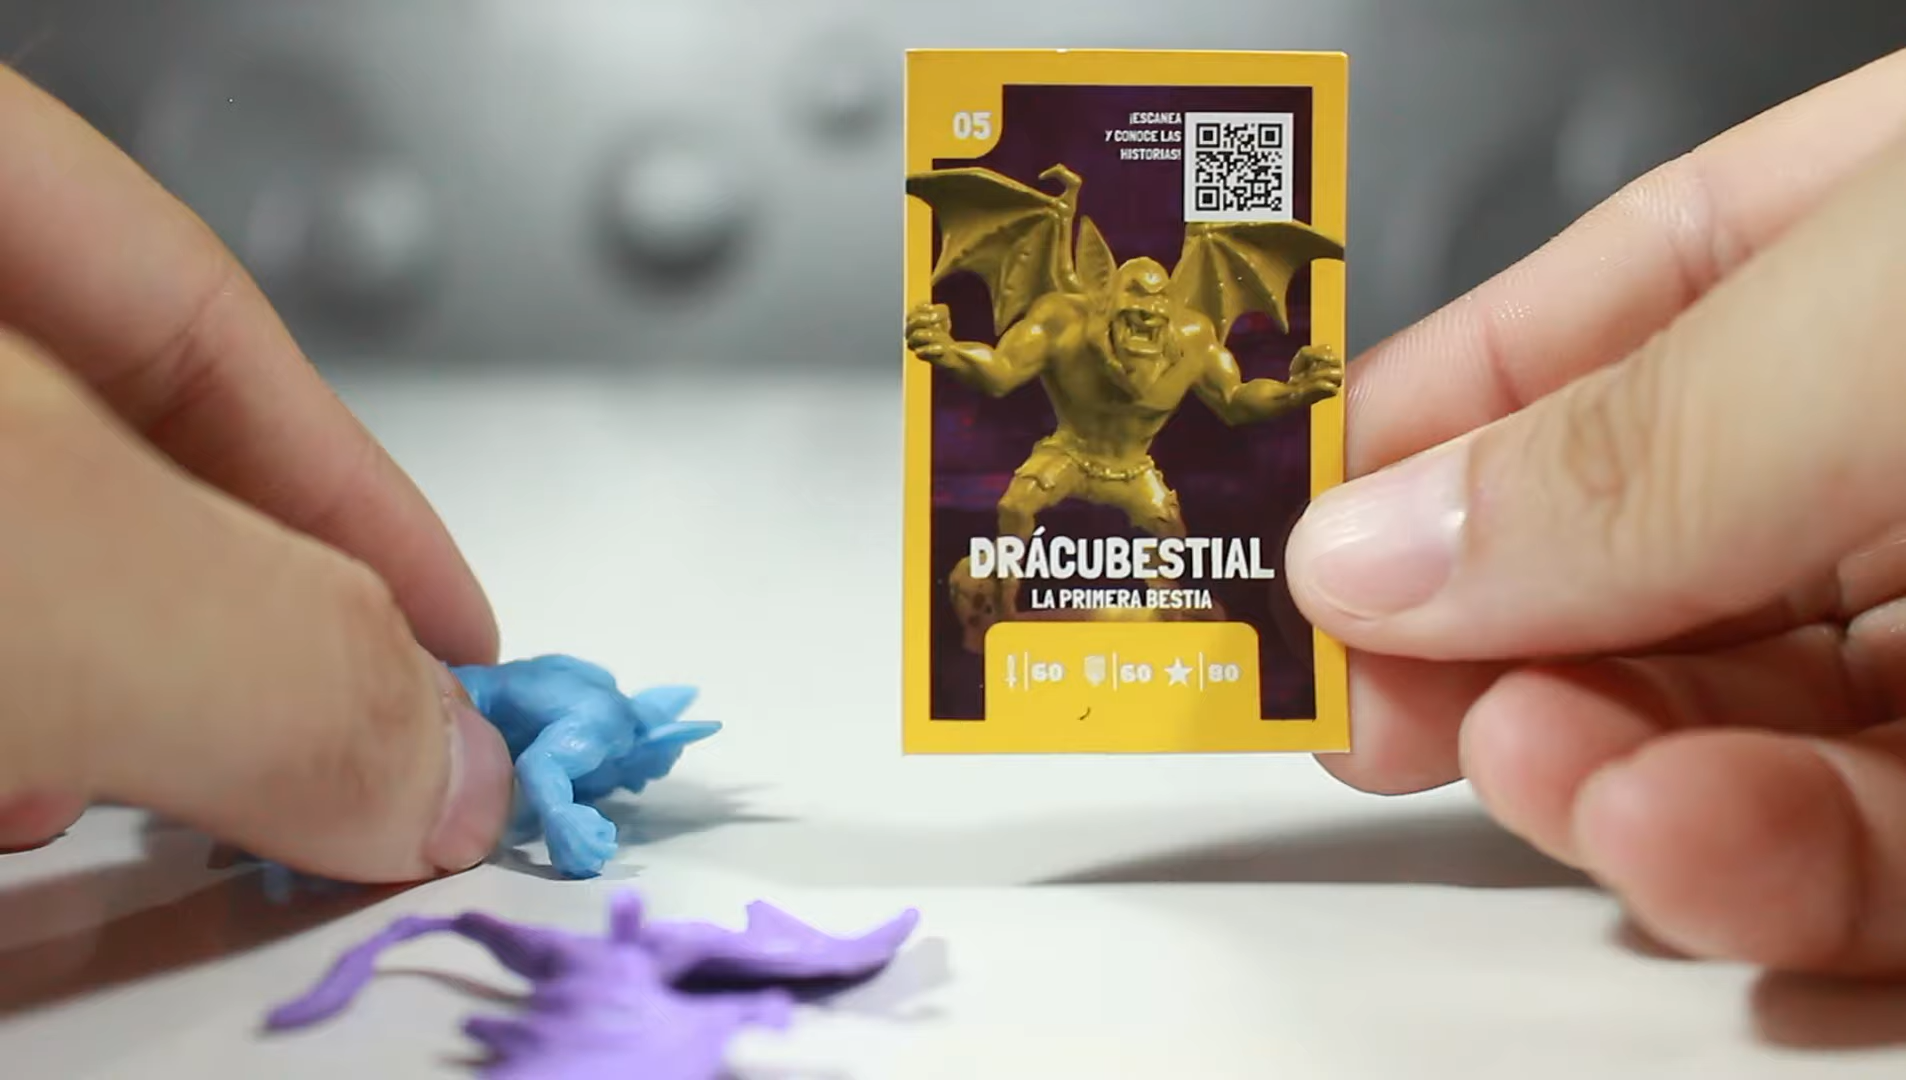 05
¡ESCANEA
Y CONOCE LAS
HISTORIAS!
DRÁCUBESTIAL
LA PRIMERA BESTIA
60 60 80